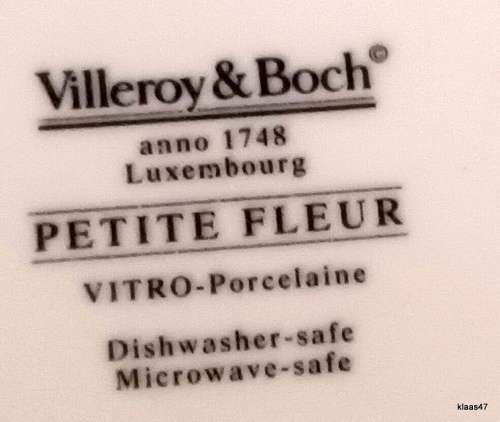 Villeroy & Boch©
anno 1748
Luxembourg
PETITE FLEUR
VITRO-Porcelaine
Dishwasher-safe
Microwave-safe
klaas47